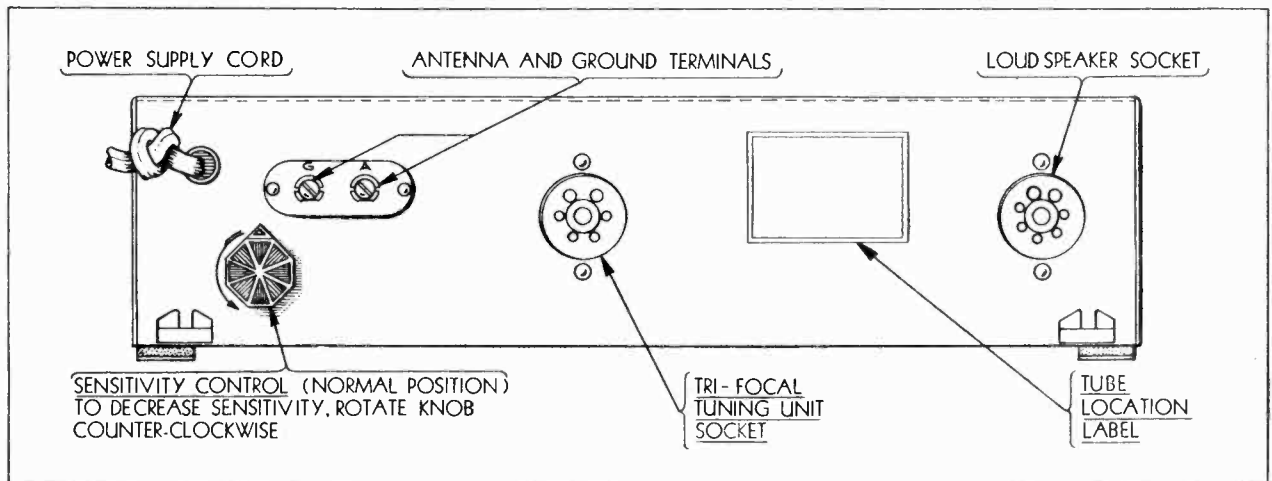 POWER SUPPLY CORD
ANTENNA AND GROUND TERMINALS
LOUD SPEAKER SOCKET
G A
SENSITIVITY CONTROL (NORMAL POSITION)
TO DECREASE SENSITIVITY, ROTATE KNOB
COUNTER-CLOCKWISE
TRI-FOCAL
TUNING UNIT
SOCKET
TUBE
LOCATION
LABEL